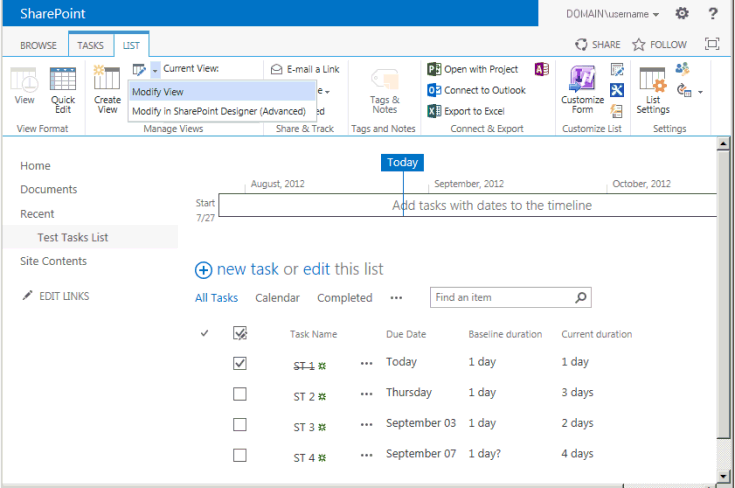 SharePoint
DOMAIN\username
?
BROWSE TASKS LIST
SHARE FOLLOW
Current View:
Modify View
Modify in SharePoint Designer (Advanced)
View
Quick Edit
Create View
E-mail a Link
Tags & Notes
Open with Project
Connect to Outlook
Export to Excel
Customize Form
List Settings
View Format Manage Views Share & Track Tags and Notes Connect & Export Customize List Settings
Home
Documents
Recent
Test Tasks List
Site Contents
EDIT LINKS
Today
August, 2012 September, 2012 October, 2012
Start
7/27
Add tasks with dates to the timeline
new task or edit this list
All Tasks Calendar Completed ... Find an item
Task Name Due Date Baseline duration Current duration
ST 1 ... Today 1 day 1 day
ST 2 ... Thursday 1 day 3 days
ST 3 ... September 03 1 day 2 days
ST 4 ... September 07 1 day? 4 days